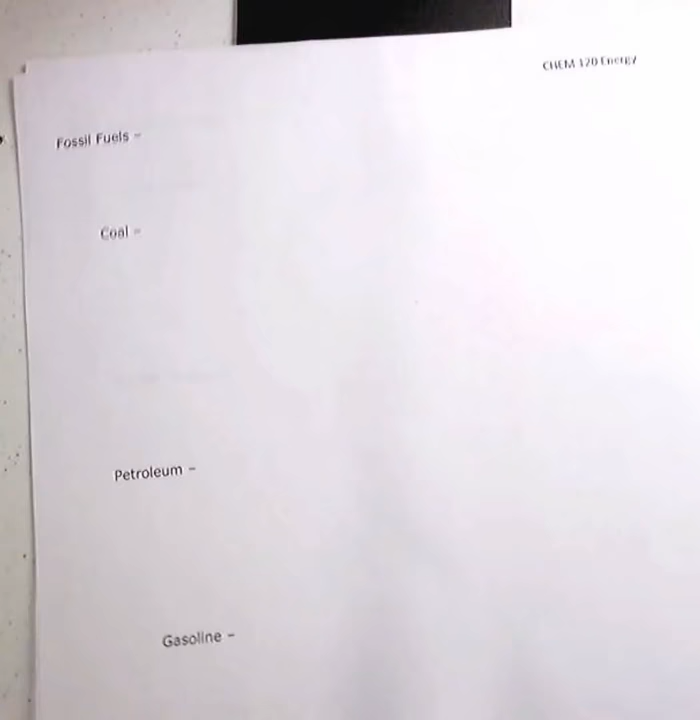 CHEM 120 Energy
Fossil Fuels –
Coal –
Petroleum –
Gasoline –